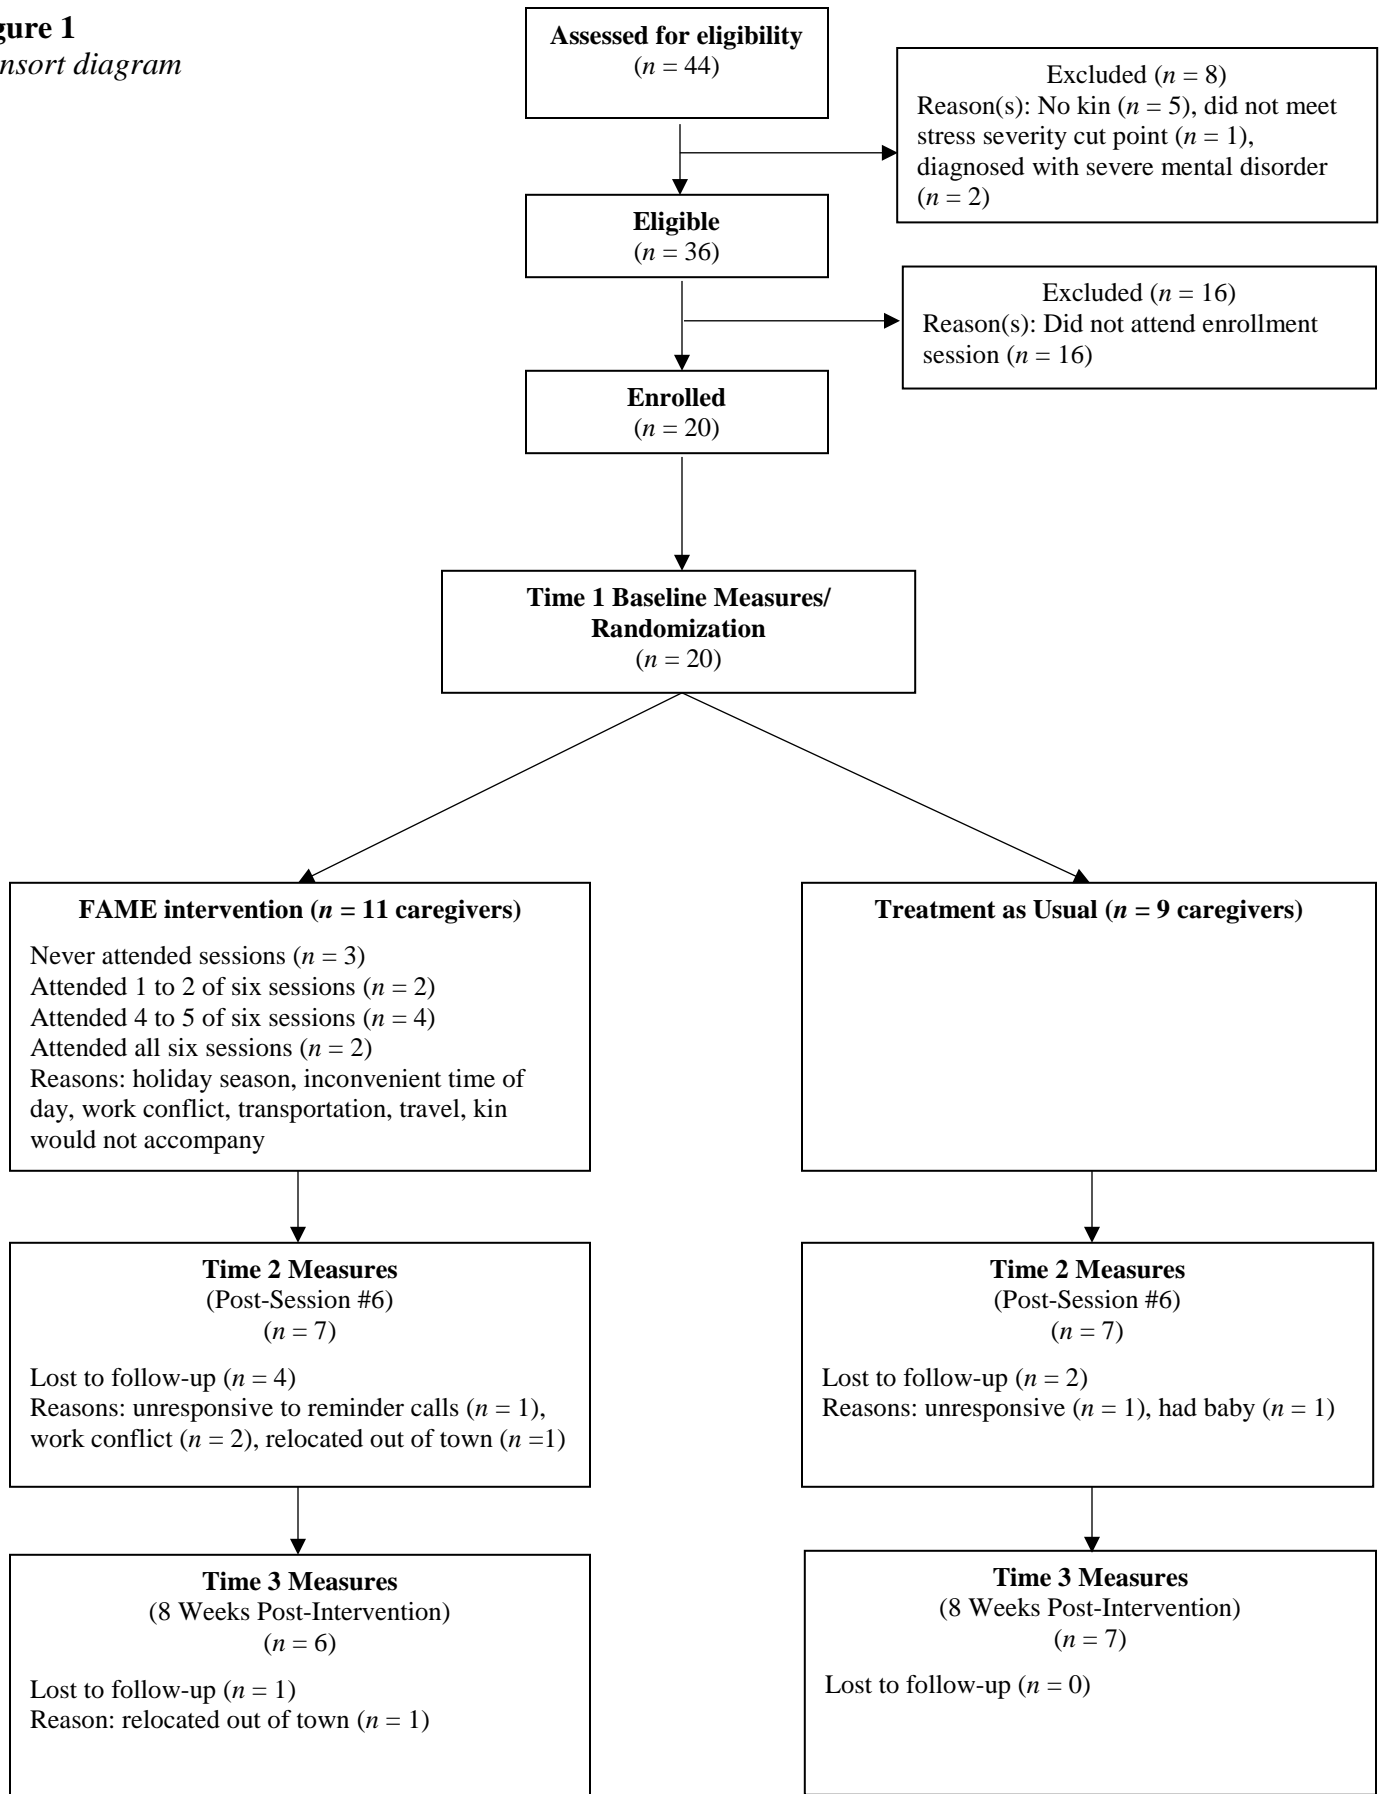 gure 1
nsort diagram
Assessed for eligibility
(n = 44)
Excluded (n = 8)
Reason(s): No kin (n = 5), did not meet
stress severity cut point (n = 1),
diagnosed with severe mental disorder
(n = 2)
Eligible
(n = 36)
Excluded (n = 16)
Reason(s): Did not attend enrollment
session (n = 16)
Enrolled
(n = 20)
Time 1 Baseline Measures/
Randomization
(n = 20)
FAME intervention (n = 11 caregivers)
Never attended sessions (n = 3)
Attended 1 to 2 of six sessions (n = 2)
Attended 4 to 5 of six sessions (n = 4)
Attended all six sessions (n = 2)
Reasons: holiday season, inconvenient time of
day, work conflict, transportation, travel, kin
would not accompany
Treatment as Usual (n = 9 caregivers)
Time 2 Measures
(Post-Session #6)
(n = 7)
Lost to follow-up (n = 4)
Reasons: unresponsive to reminder calls (n = 1),
work conflict (n = 2), relocated out of town (n =1)
Time 2 Measures
(Post-Session #6)
(n = 7)
Lost to follow-up (n = 2)
Reasons: unresponsive (n = 1), had baby (n = 1)
Time 3 Measures
(8 Weeks Post-Intervention)
(n = 6)
Lost to follow-up (n = 1)
Reason: relocated out of town (n = 1)
Time 3 Measures
(8 Weeks Post-Intervention)
(n = 7)
Lost to follow-up (n = 0)